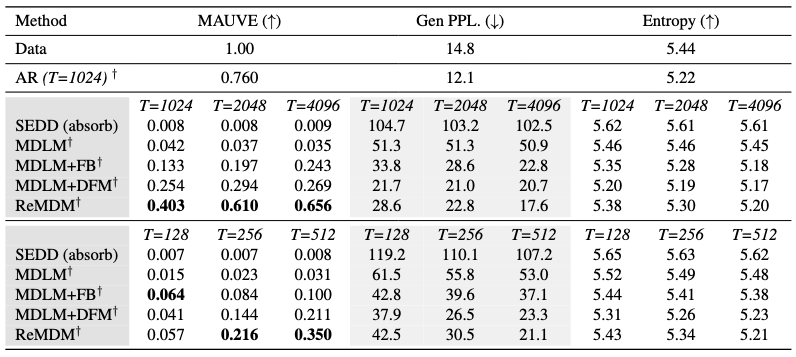 Method MAUVE (↑) Gen PPL. (↓) Entropy (↑)
Data 1.00 14.8 5.44
AR (T=1024) † 0.760 12.1 5.22
T=1024 T=2048 T=4096 T=1024 T=2048 T=4096 T=1024 T=2048 T=4096
SEDD (absorb) 0.008 0.008 0.009 104.7 103.2 102.5 5.62 5.61 5.61
MDLM† 0.042 0.037 0.035 51.3 51.3 50.9 5.46 5.46 5.45
MDLM+FB† 0.133 0.197 0.243 33.8 28.6 22.8 5.35 5.28 5.18
MDLM+DFM† 0.254 0.294 0.269 21.7 21.0 20.7 5.20 5.19 5.17
ReMDM† 0.403 0.610 0.656 28.6 22.8 17.6 5.38 5.30 5.20
T=128 T=256 T=512 T=128 T=256 T=512 T=128 T=256 T=512
SEDD (absorb) 0.007 0.007 0.008 119.2 110.1 107.2 5.65 5.63 5.62
MDLM† 0.015 0.023 0.031 61.5 55.8 53.0 5.52 5.49 5.48
MDLM+FB† 0.064 0.084 0.100 42.8 39.6 37.1 5.44 5.41 5.38
MDLM+DFM† 0.041 0.144 0.211 37.9 26.5 23.3 5.31 5.26 5.23
ReMDM† 0.057 0.216 0.350 42.5 30.5 21.1 5.43 5.34 5.21